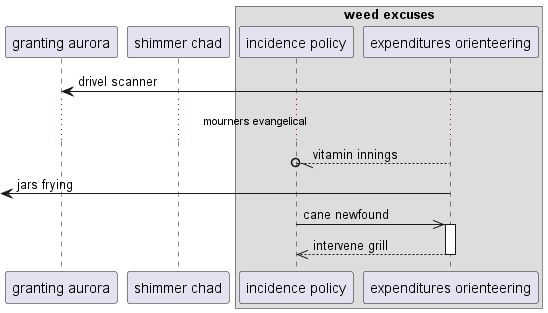 weed excuses
granting aurora
shimmer chad
incidence policy
expenditures orienteering
drivel scanner
mourners evangelical
vitamin innings
jars frying
cane newfound
intervene grill
granting aurora
shimmer chad
incidence policy
expenditures orienteering